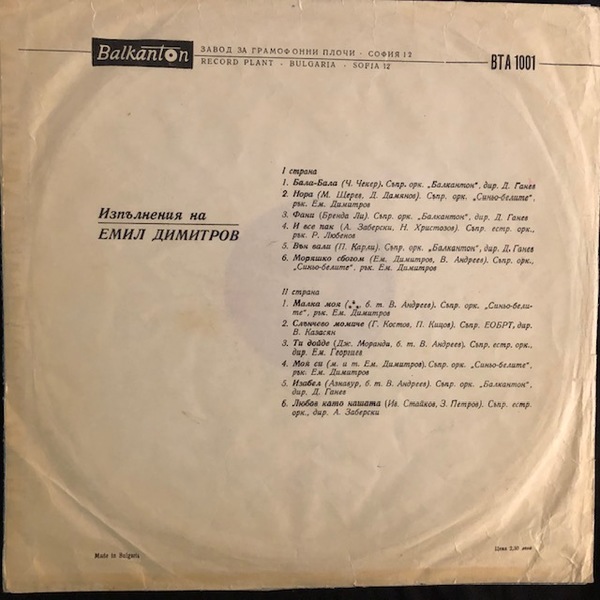 Balkanton
ЗАВОД ЗА ГРАМОФОННИ ПЛОЧИ · СОФИЯ 12
RECORD PLANT · BULGARIA · SOFIA 12
ВТА 1001
Изпълнения на
ЕМИЛ ДИМИТРОВ
I страна
1. Бала-Бала (Ч. Чекер). Съпр. орк. „Балкантон“, дир. Д. Ганев
2. Нора (М. Щерев, Д. Дамянов). Съпр. орк. „Синьо-белите“,
рък. Ем. Димитров
3. Фани (Бренда Ли). Съпр. орк. „Балкантон“, дир. Д. Ганев
4. И все пак (А. Заберски, Н. Христозов). Съпр. естр. орк.,
рък. Р. Любенов
5. Вън вали (П. Карли). Съпр. орк. „Балкантон“, дир. Д. Ганев
6. Моряшко сбогом (Ем. Димитров, В. Андреев). Съпр. орк.,
„Синьо-белите“, рък. Ем. Димитров
II страна
1. Малка моя (⁂, б. т. В. Андреев). Съпр. орк. „Синьо-бели-
те“, рък. Ем. Димитров
2. Слънчево момиче (Г. Костов, П. Кицов). Съпр. ЕОБРТ, дир.
В. Казасян
3. Ти дойде (Дж. Моранди, б. т. В. Андреев). Съпр. естр. орк.,
дир. Ем. Георгиев
4. Моя си (м. и т. Ем. Димитров). Съпр. орк. „Синьо-белите“,
рък. Ем. Димитров
5. Изабел (Азнавур, б. т. В. Андреев). Съпр. орк. „Балкантон“,
дир. Д. Ганев
6. Любов като нашата (Ив. Стайков, З. Петров). Съпр. естр.
орк., дир. А. Заберски
Made in Bulgaria
Цена 2,30 лева